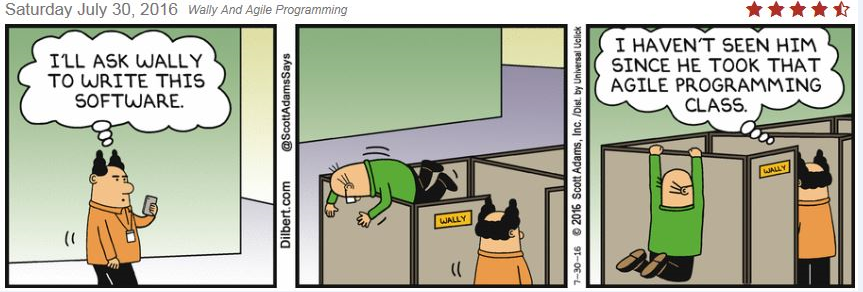 Saturday July 30, 2016 Wally And Agile Programming
I'LL ASK WALLY
TO WRITE THIS
SOFTWARE.
Dilbert.com @ScottAdamsSays
WALLY
7-30-16 © 2016 Scott Adams, Inc. /Dist. by Universal Uclick
I HAVEN'T SEEN HIM
SINCE HE TOOK THAT
AGILE PROGRAMMING
CLASS.
WALLY